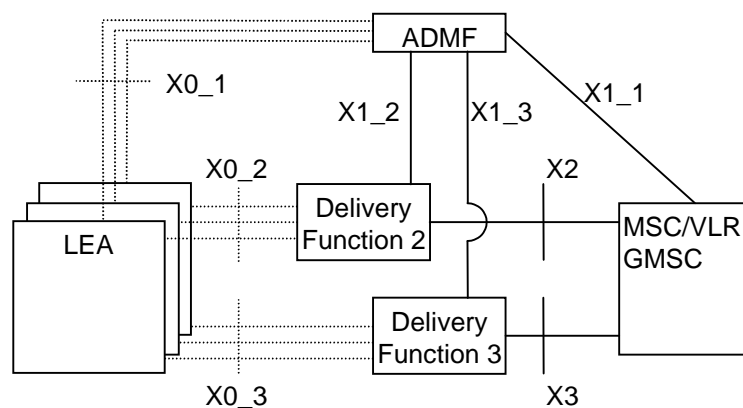 ADMF
X0_1
X1_2
X1_3
X1_1
X0_2
X2
Delivery
Function 2
MSC/VLR
GMSC
LEA
Delivery
Function 3
X0_3
X3